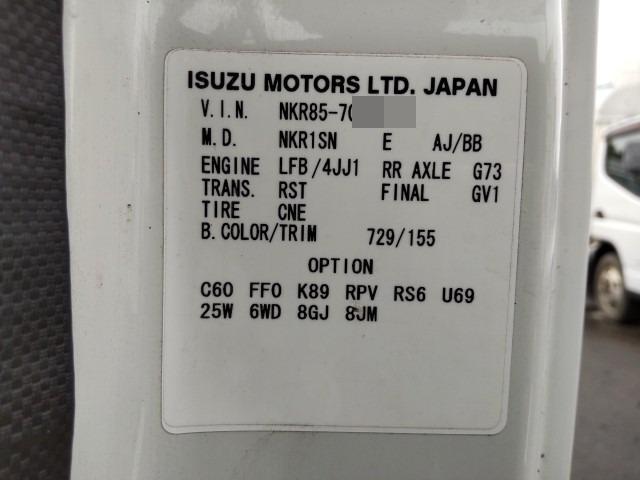 ISUZU MOTORS LTD. JAPAN
V.I.N. NKR85-70
M.D. NKR1SN E AJ/BB
ENGINE LFB/4JJ1 RR AXLE G73
TRANS. RST FINAL GV1
TIRE CNE
B.COLOR/TRIM 729/155
OPTION
C60 FF0 K89 RPV RS6 U69
25W 6WD 8GJ 8JM